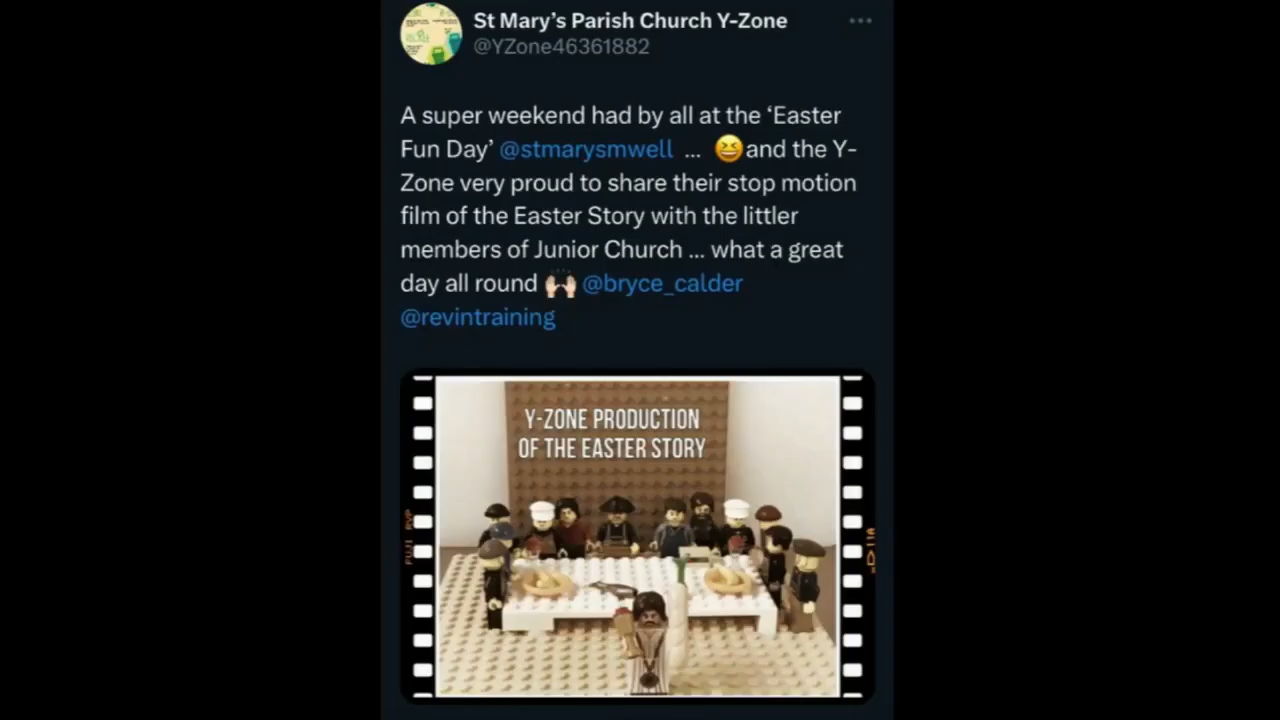 St Mary’s Parish Church Y-Zone
@YZone46361882
A super weekend had by all at the ‘Easter
Fun Day’ @stmarysmwell ... 😆and the Y-
Zone very proud to share their stop motion
film of the Easter Story with the littler
members of Junior Church ... what a great
day all round 🙌🏻 @bryce_calder
@revintraining
Y-ZONE PRODUCTION
OF THE EASTER STORY
FUJI RVP